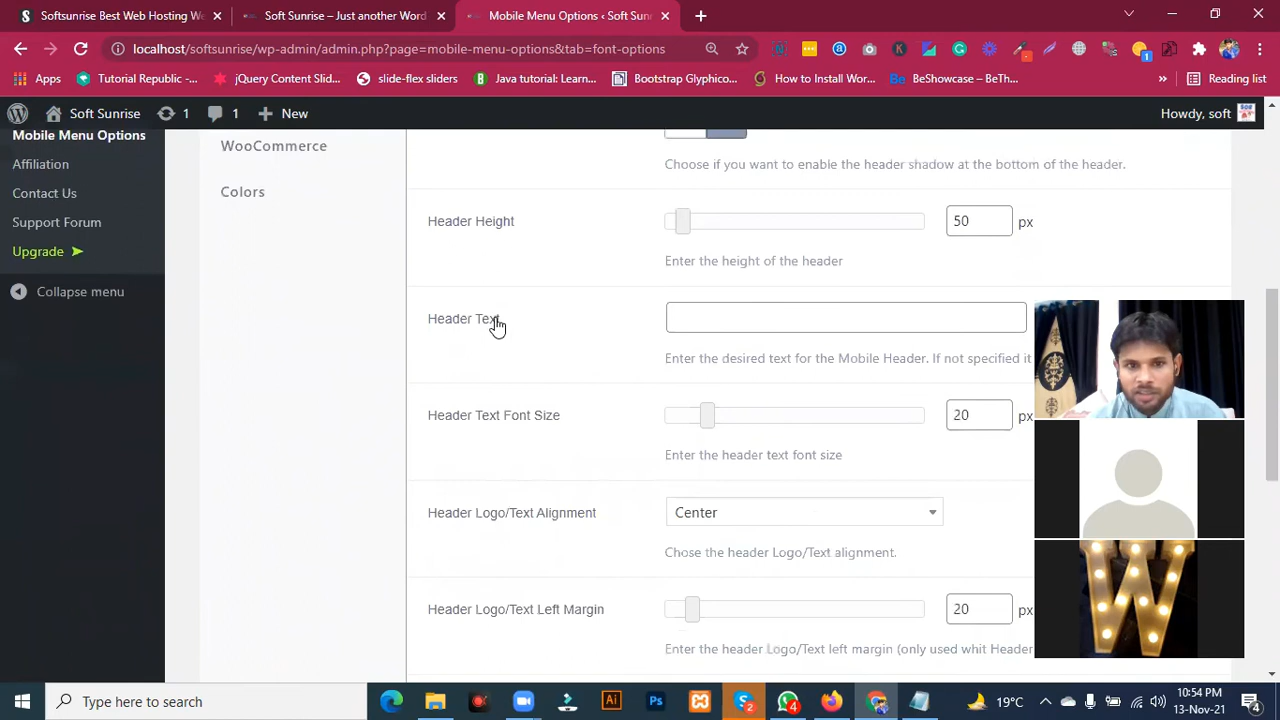 Softsunrise Best Web Hosting W
Soft Sunrise – Just another Word
Mobile Menu Options ‹ Soft Sun
localhost/softsunrise/wp-admin/admin.php?page=mobile-menu-options&tab=font-options
Apps
Tutorial Republic -...
jQuery Content Slid...
slide-flex sliders
Java tutorial: Learn...
Bootstrap Glyphico...
How to Install Wor...
BeShowcase – BeTh...
»
Reading list
Soft Sunrise
1
1
New
Howdy, soft
Mobile Menu Options
Affiliation
Contact Us
Support Forum
Upgrade
Collapse menu
WooCommerce
Colors
Choose if you want to enable the header shadow at the bottom of the header.
Header Height
50
px
Enter the height of the header
Header Text
Enter the desired text for the Mobile Header. If not specified it
Header Text Font Size
20
px
Enter the header text font size
Header Logo/Text Alignment
Center
Chose the header Logo/Text alignment.
Header Logo/Text Left Margin
20
px
Enter the header Logo/Text left margin (only used whit Header
W
Type here to search
Ai
Ps
2
4
19°C
10:54 PM
13-Nov-21
4